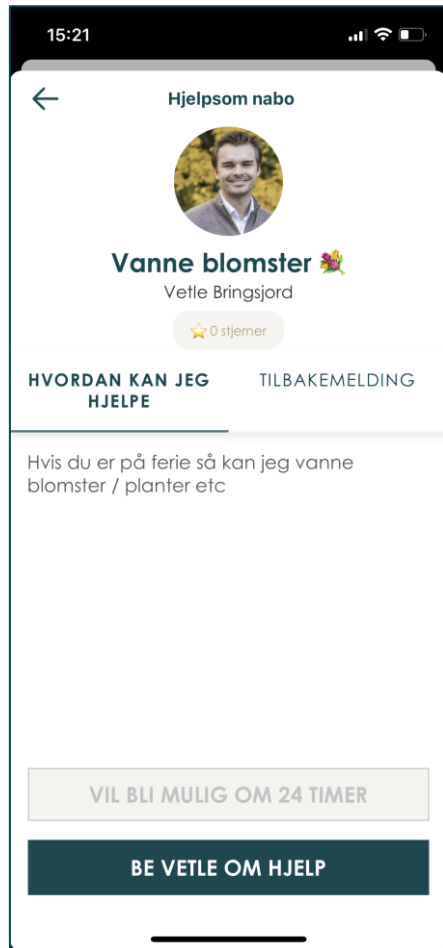 15:21
Hjelpsom nabo
Vanne blomster 💐
Vetle Bringsjord
⭐ 0 stjerner
HVORDAN KAN JEG
HJELPE
TILBAKEMELDING
Hvis du er på ferie så kan jeg vanne
blomster / planter etc
VIL BLI MULIG OM 24 TIMER
BE VETLE OM HJELP